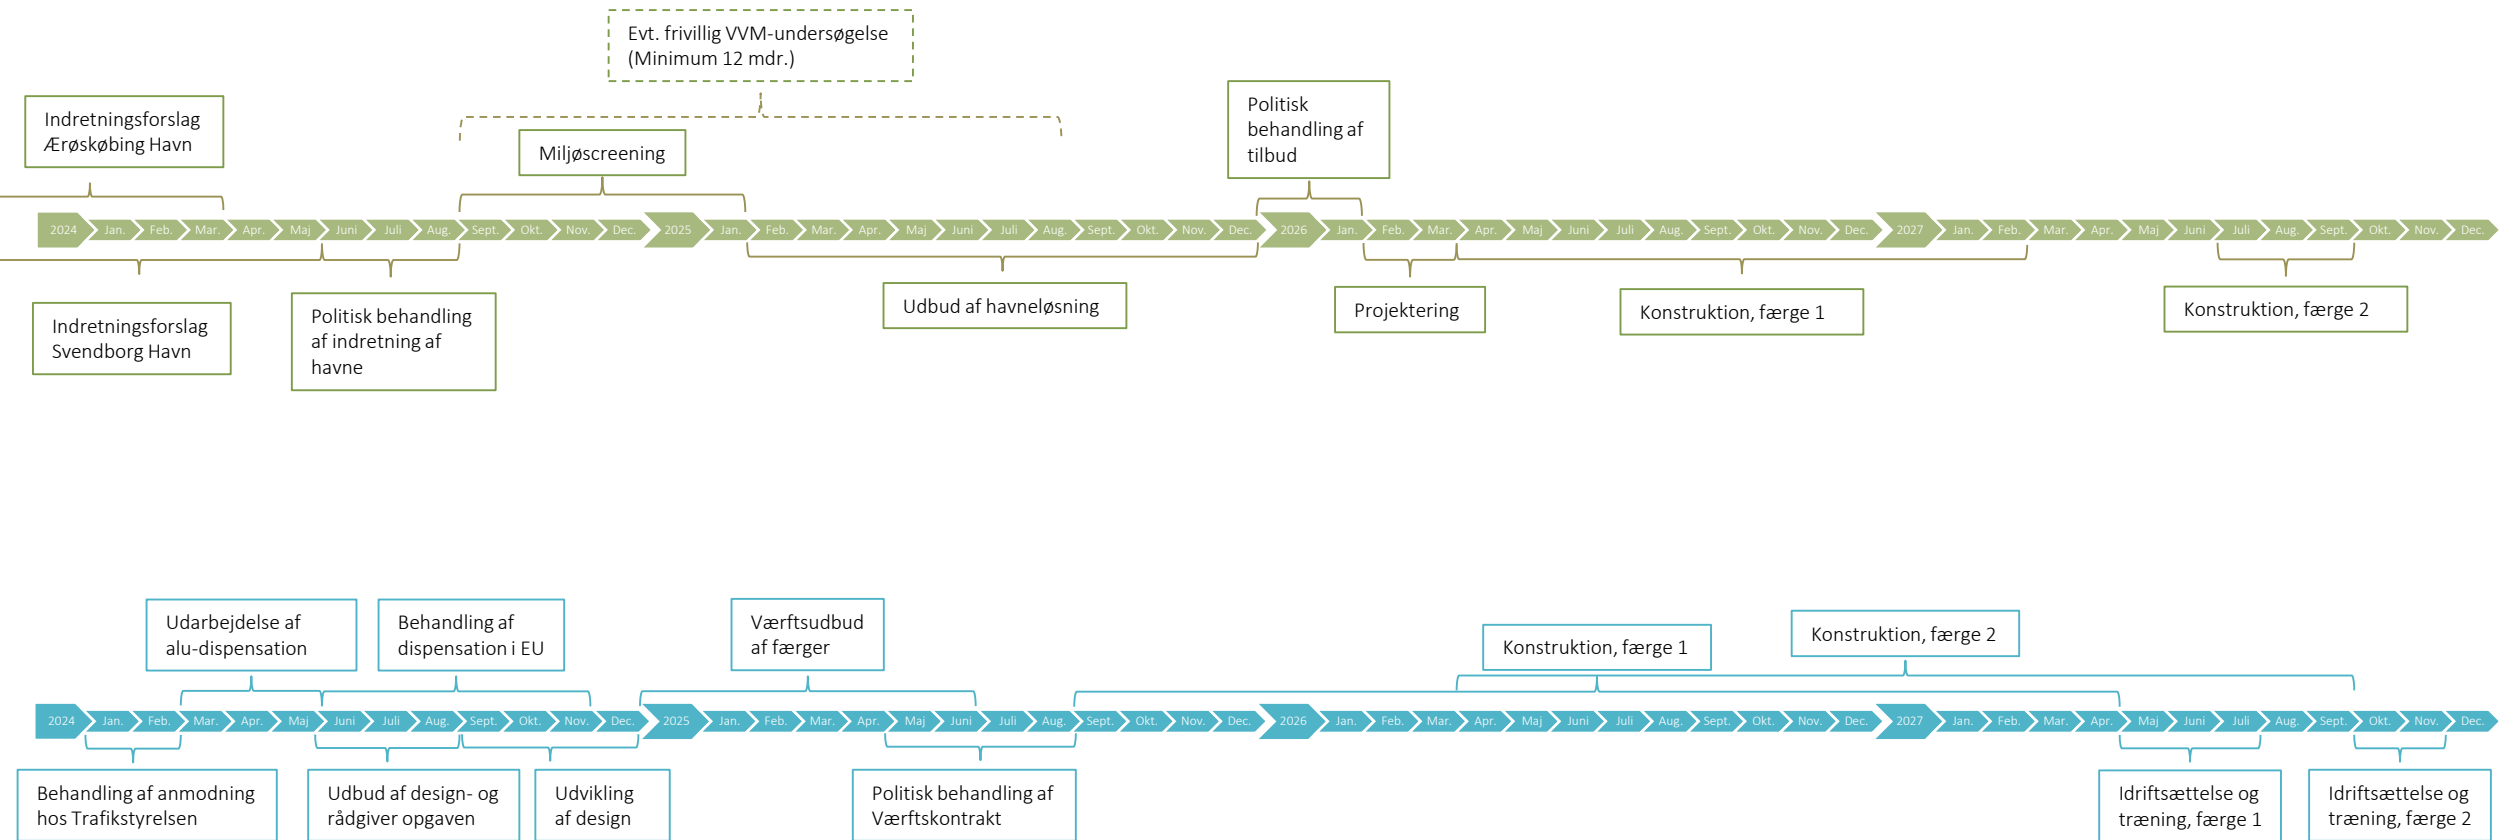 Evt. frivillig VVM-undersøgelse
(Minimum 12 mdr.)
Indretningsforslag
Ærøskøbing Havn
Miljøscreening
Politisk
behandling af
tilbud
2024 Jan. Feb. Mar. Apr. Maj Juni Juli Aug. Sept. Okt. Nov. Dec. 2025 Jan. Feb. Mar. Apr. Maj Juni Juli Aug. Sept. Okt. Nov. Dec. 2026 Jan. Feb. Mar. Apr. Maj Juni Juli Aug. Sept. Okt. Nov. Dec. 2027 Jan. Feb. Mar. Apr. Maj Juni Juli Aug. Sept. Okt. Nov. Dec.
Indretningsforslag
Svendborg Havn
Politisk behandling
af indretning af
havne
Udbud af havneløsning
Projektering
Konstruktion, færge 1
Konstruktion, færge 2
Udarbejdelse af
alu-dispensation
Behandling af
dispensation i EU
Værftsudbud
af færger
Konstruktion, færge 1
Konstruktion, færge 2
2024 Jan. Feb. Mar. Apr. Maj Juni Juli Aug. Sept. Okt. Nov. Dec. 2025 Jan. Feb. Mar. Apr. Maj Juni Juli Aug. Sept. Okt. Nov. Dec. 2026 Jan. Feb. Mar. Apr. Maj Juni Juli Aug. Sept. Okt. Nov. Dec. 2027 Jan. Feb. Mar. Apr. Maj Juni Juli Aug. Sept. Okt. Nov. Dec.
Behandling af anmodning
hos Trafikstyrelsen
Udbud af design- og
rådgiver opgaven
Udvikling
af design
Politisk behandling af
Værftskontrakt
Idriftsættelse og
træning, færge 1
Idriftsættelse og
træning, færge 2